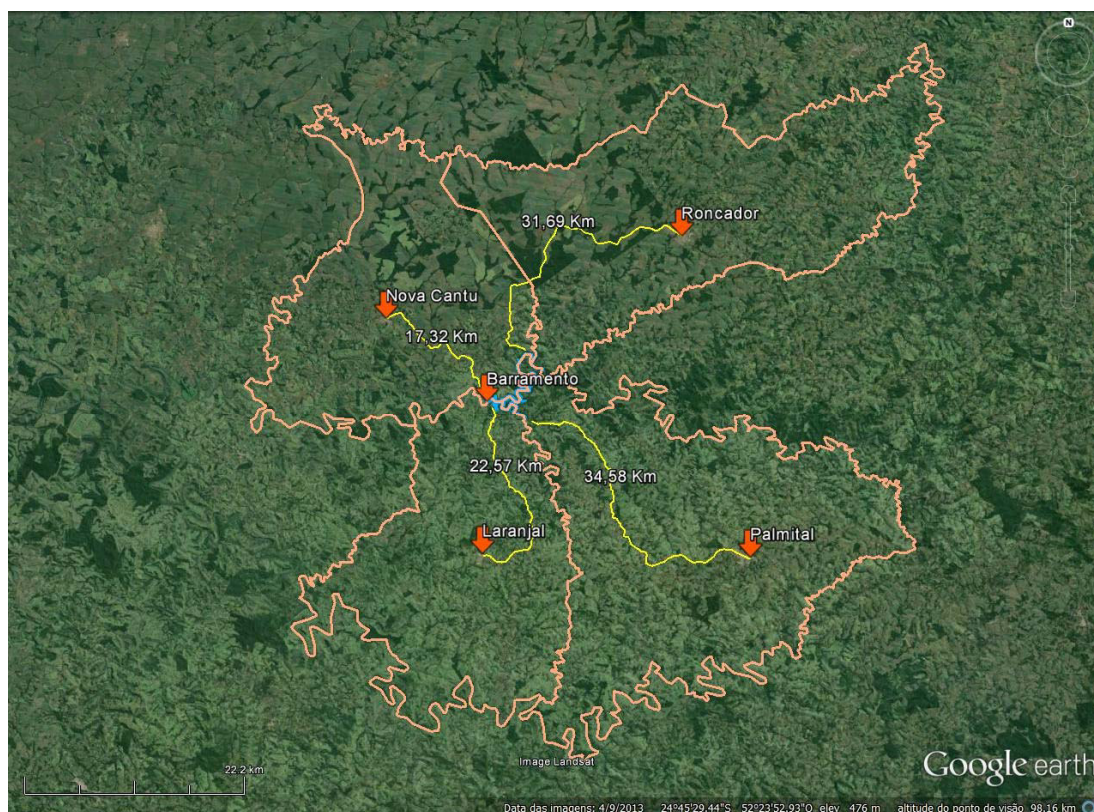 N
Roncador
31,69 Km
Nova Cantu
17,32 Km
Barramento
22,57 Km
34,58 Km
Laranjal
Palmital
Image Landsat
22.2 km
Google earth
Data das imagens: 4/9/2013 24°45'29.44"S 52°23'52.93"O elev 476 m altitude do ponto de visão 98.16 km